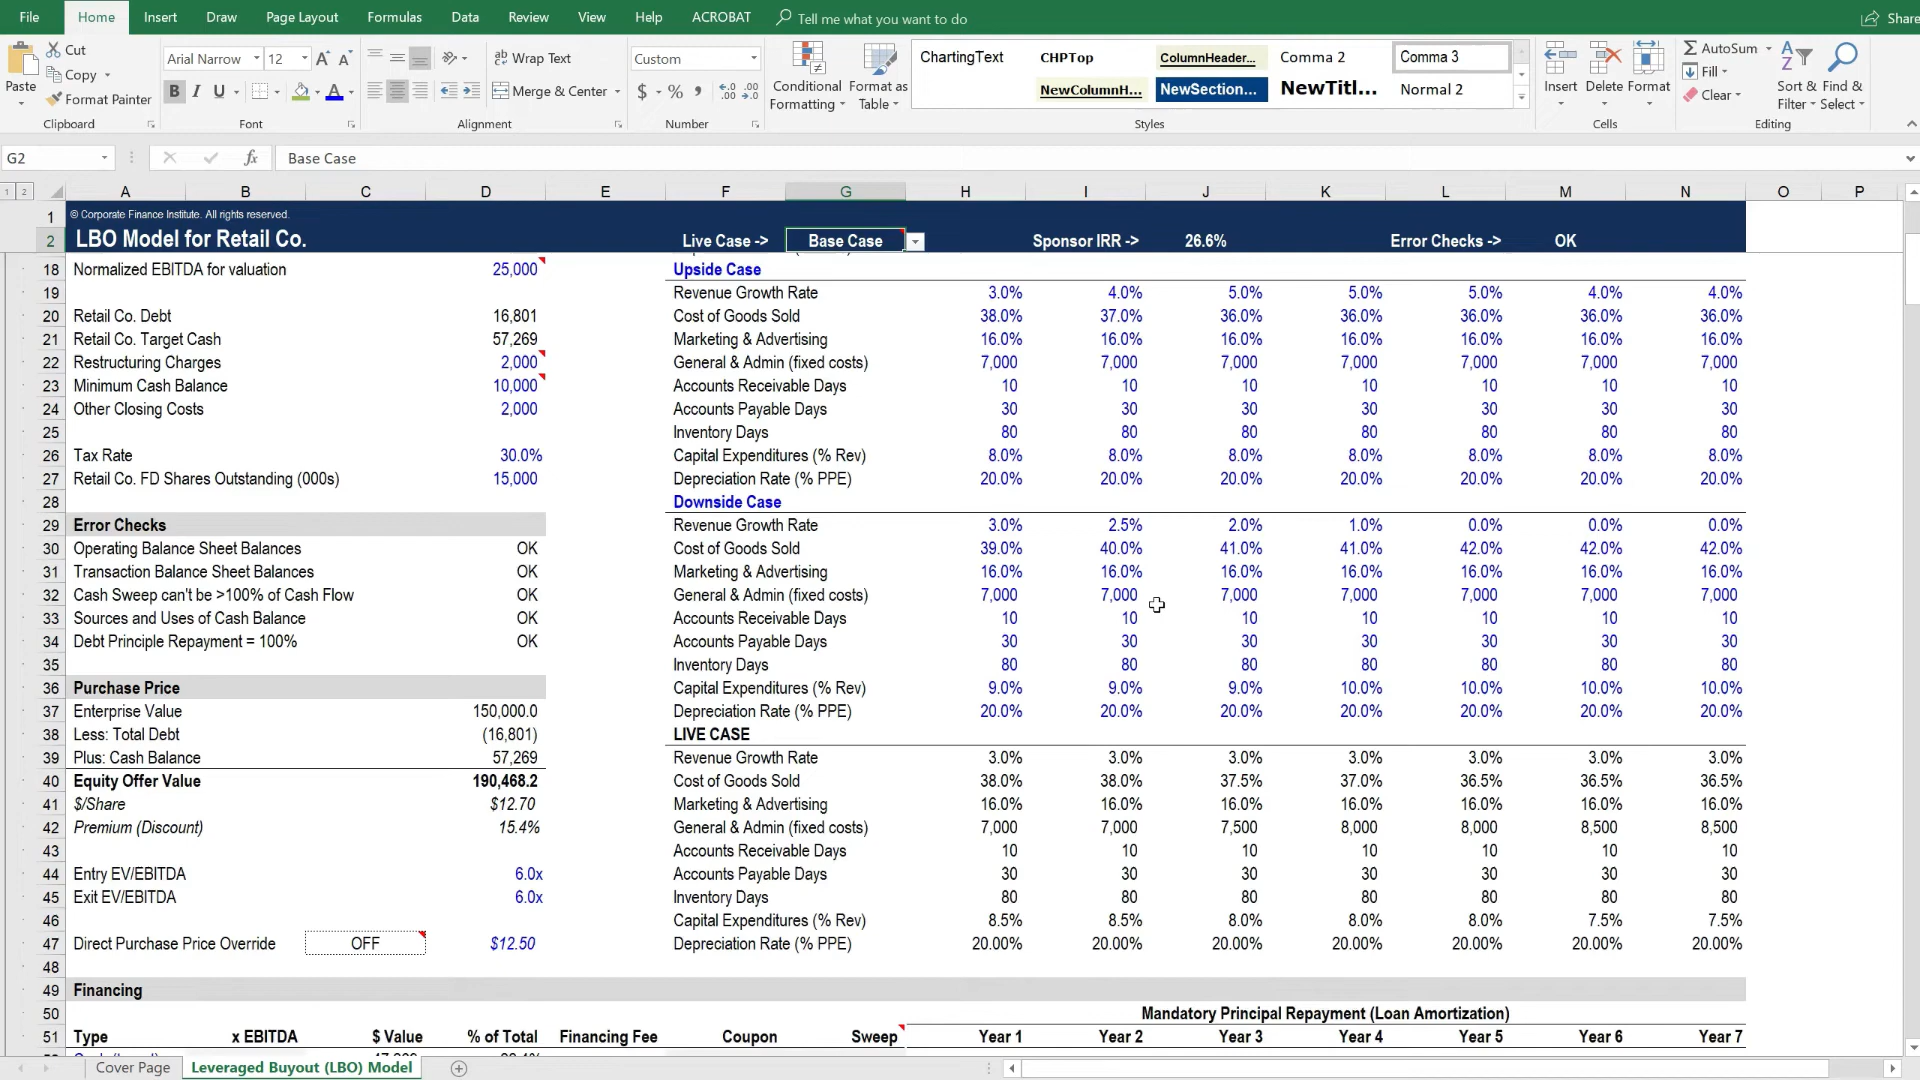 File Home Insert Draw Page Layout Formulas Data Review View Help ACROBAT Tell me what you want to do Share
Cut
Copy
Format Painter
Paste
Clipboard
Arial Narrow 12
Font
Wrap Text
Merge & Center
Alignment
Custom
Number
Conditional Formatting
Format as Table
ChartingText CHPTop ColumnHeader... Comma 2 Comma 3
NewColumnH... NewSection... NewTitl... Normal 2
Styles
Insert Delete Format
Cells
AutoSum
Fill
Clear
Sort & Filter
Find & Select
Editing
G2 fx Base Case
1 2 A B C D E F G H I J K L M N O P
1 © Corporate Finance Institute. All rights reserved.
2 LBO Model for Retail Co. Live Case -> Base Case Sponsor IRR -> 26.6% Error Checks -> OK
18 Normalized EBITDA for valuation 25,000 Upside Case
19 Revenue Growth Rate 3.0% 4.0% 5.0% 5.0% 5.0% 4.0% 4.0%
20 Retail Co. Debt 16,801 Cost of Goods Sold 38.0% 37.0% 36.0% 36.0% 36.0% 36.0% 36.0%
21 Retail Co. Target Cash 57,269 Marketing & Advertising 16.0% 16.0% 16.0% 16.0% 16.0% 16.0% 16.0%
22 Restructuring Charges 2,000 General & Admin (fixed costs) 7,000 7,000 7,000 7,000 7,000 7,000 7,000
23 Minimum Cash Balance 10,000 Accounts Receivable Days 10 10 10 10 10 10 10
24 Other Closing Costs 2,000 Accounts Payable Days 30 30 30 30 30 30 30
25 Inventory Days 80 80 80 80 80 80 80
26 Tax Rate 30.0% Capital Expenditures (% Rev) 8.0% 8.0% 8.0% 8.0% 8.0% 8.0% 8.0%
27 Retail Co. FD Shares Outstanding (000s) 15,000 Depreciation Rate (% PPE) 20.0% 20.0% 20.0% 20.0% 20.0% 20.0% 20.0%
28 Downside Case
29 Error Checks Revenue Growth Rate 3.0% 2.5% 2.0% 1.0% 0.0% 0.0% 0.0%
30 Operating Balance Sheet Balances OK Cost of Goods Sold 39.0% 40.0% 41.0% 41.0% 42.0% 42.0% 42.0%
31 Transaction Balance Sheet Balances OK Marketing & Advertising 16.0% 16.0% 16.0% 16.0% 16.0% 16.0% 16.0%
32 Cash Sweep can't be >100% of Cash Flow OK General & Admin (fixed costs) 7,000 7,000 7,000 7,000 7,000 7,000 7,000
33 Sources and Uses of Cash Balance OK Accounts Receivable Days 10 10 10 10 10 10 10
34 Debt Principle Repayment = 100% OK Accounts Payable Days 30 30 30 30 30 30 30
35 Inventory Days 80 80 80 80 80 80 80
36 Purchase Price Capital Expenditures (% Rev) 9.0% 9.0% 9.0% 10.0% 10.0% 10.0% 10.0%
37 Enterprise Value 150,000.0 Depreciation Rate (% PPE) 20.0% 20.0% 20.0% 20.0% 20.0% 20.0% 20.0%
38 Less: Total Debt (16,801) LIVE CASE
39 Plus: Cash Balance 57,269 Revenue Growth Rate 3.0% 3.0% 3.0% 3.0% 3.0% 3.0% 3.0%
40 Equity Offer Value 190,468.2 Cost of Goods Sold 38.0% 38.0% 37.5% 37.0% 36.5% 36.5% 36.5%
41 $/Share $12.70 Marketing & Advertising 16.0% 16.0% 16.0% 16.0% 16.0% 16.0% 16.0%
42 Premium (Discount) 15.4% General & Admin (fixed costs) 7,000 7,000 7,500 8,000 8,000 8,500 8,500
43 Accounts Receivable Days 10 10 10 10 10 10 10
44 Entry EV/EBITDA 6.0x Accounts Payable Days 30 30 30 30 30 30 30
45 Exit EV/EBITDA 6.0x Inventory Days 80 80 80 80 80 80 80
46 Capital Expenditures (% Rev) 8.5% 8.5% 8.0% 8.0% 8.0% 7.5% 7.5%
47 Direct Purchase Price Override OFF $12.50 Depreciation Rate (% PPE) 20.00% 20.00% 20.00% 20.00% 20.00% 20.00% 20.00%
48
49 Financing
50 Mandatory Principal Repayment (Loan Amortization)
51 Type x EBITDA $ Value % of Total Financing Fee Coupon Sweep Year 1 Year 2 Year 3 Year 4 Year 5 Year 6 Year 7
Cover Page Leveraged Buyout (LBO) Model